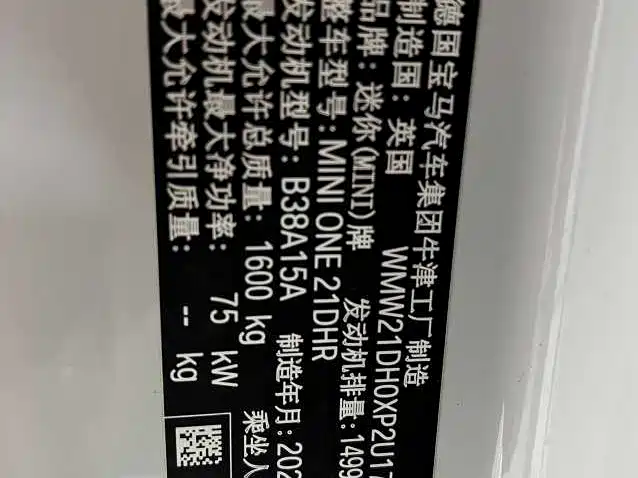 德国宝马汽车集团牛津工厂制造
制造国: 英国 WMW21DH0XP2U17
品牌: 迷你(MINI)牌 发动机排量: 1499
整车型号: MINI ONE 21DHR
发动机型号: B38A15A 制造年月: 202
最大允许总质量: 1600 kg 乘坐人
发动机最大净功率: 75 kW
最大允许牵引质量: -- kg